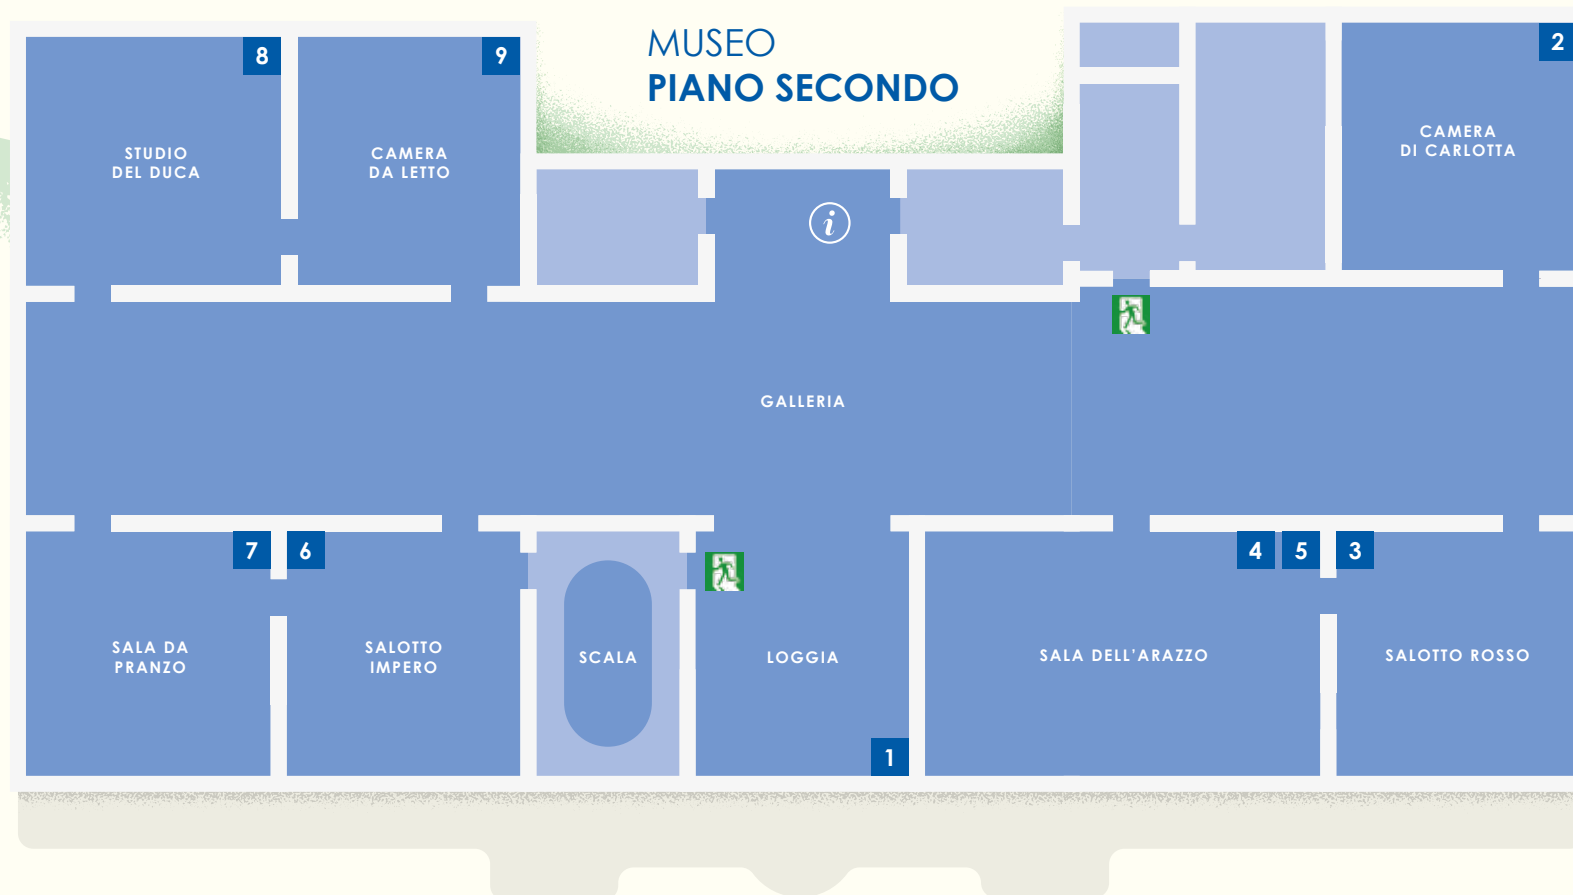 MUSEO
PIANO SECONDO
8
9
2
STUDIO
DEL DUCA
CAMERA
DA LETTO
CAMERA
DI CARLOTTA
i
GALLERIA
7
6
4
5
3
SALA DA
PRANZO
SALOTTO
IMPERO
SCALA
LOGGIA
SALA DELL'ARAZZO
SALOTTO ROSSO
1